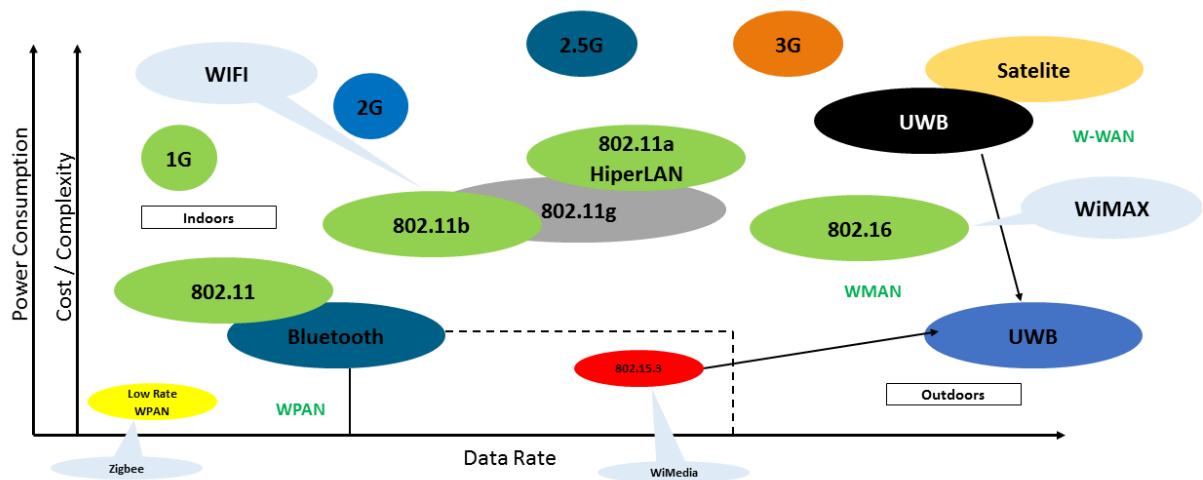 2.5G
3G
WIFI
Satelite
2G
UWB
W-WAN
1G
802.11a
HiperLAN
Indoors
802.11g
802.11b
WiMAX
802.16
Power Consumption
Cost / Complexity
802.11
WMAN
Bluetooth
UWB
802.15.3
Low Rate
WPAN
WPAN
Outdoors
Data Rate
Zigbee
WiMedia